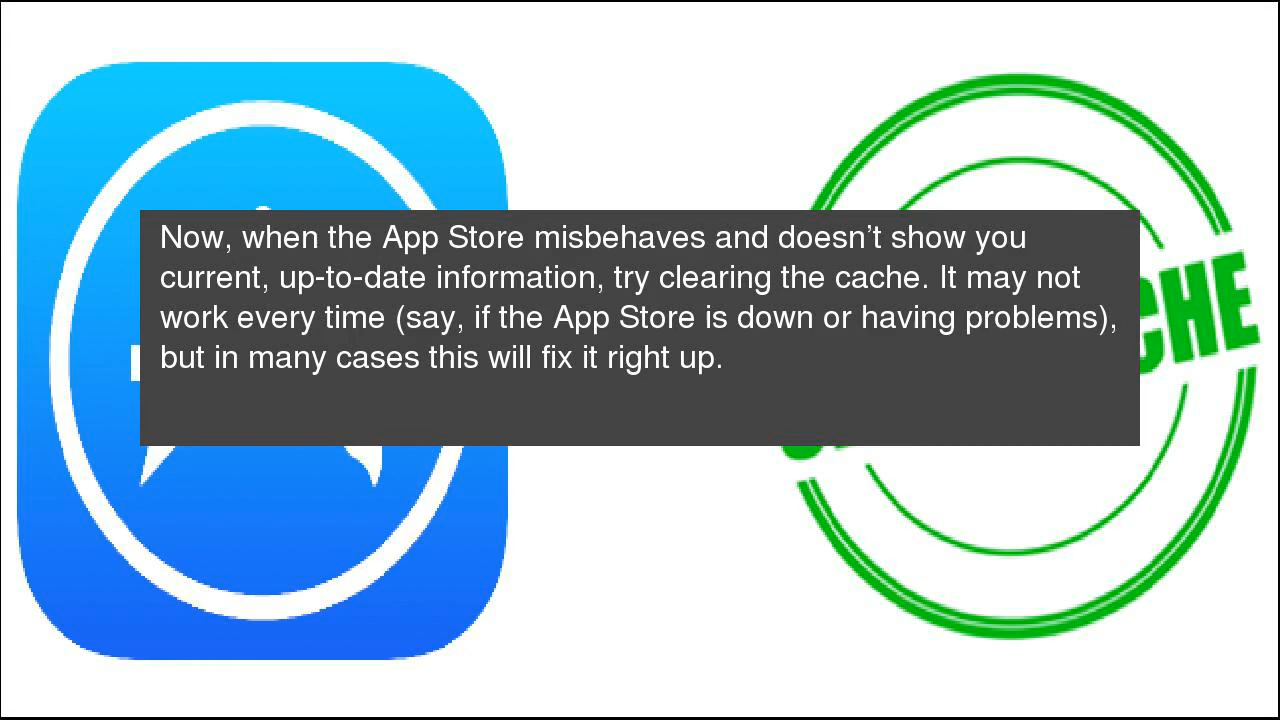 Now, when the App Store misbehaves and doesn’t show you
current, up-to-date information, try clearing the cache. It may not
work every time (say, if the App Store is down or having problems),
but in many cases this will fix it right up.